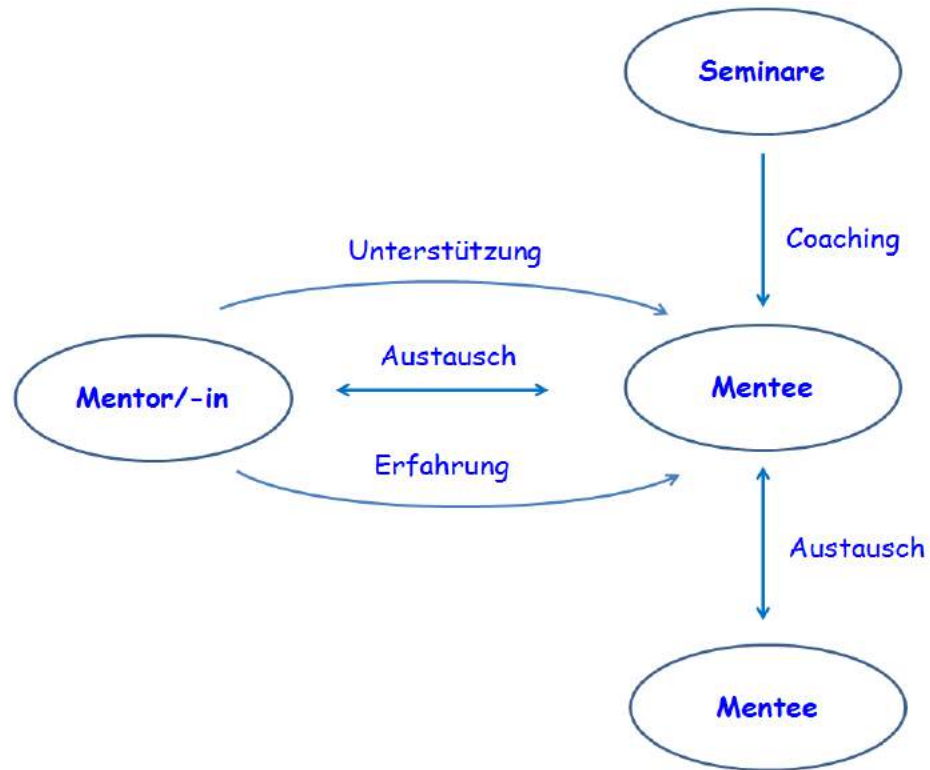 Seminare
Coaching
Unterstützung
Austausch
Mentor/-in
Mentee
Erfahrung
Austausch
Mentee